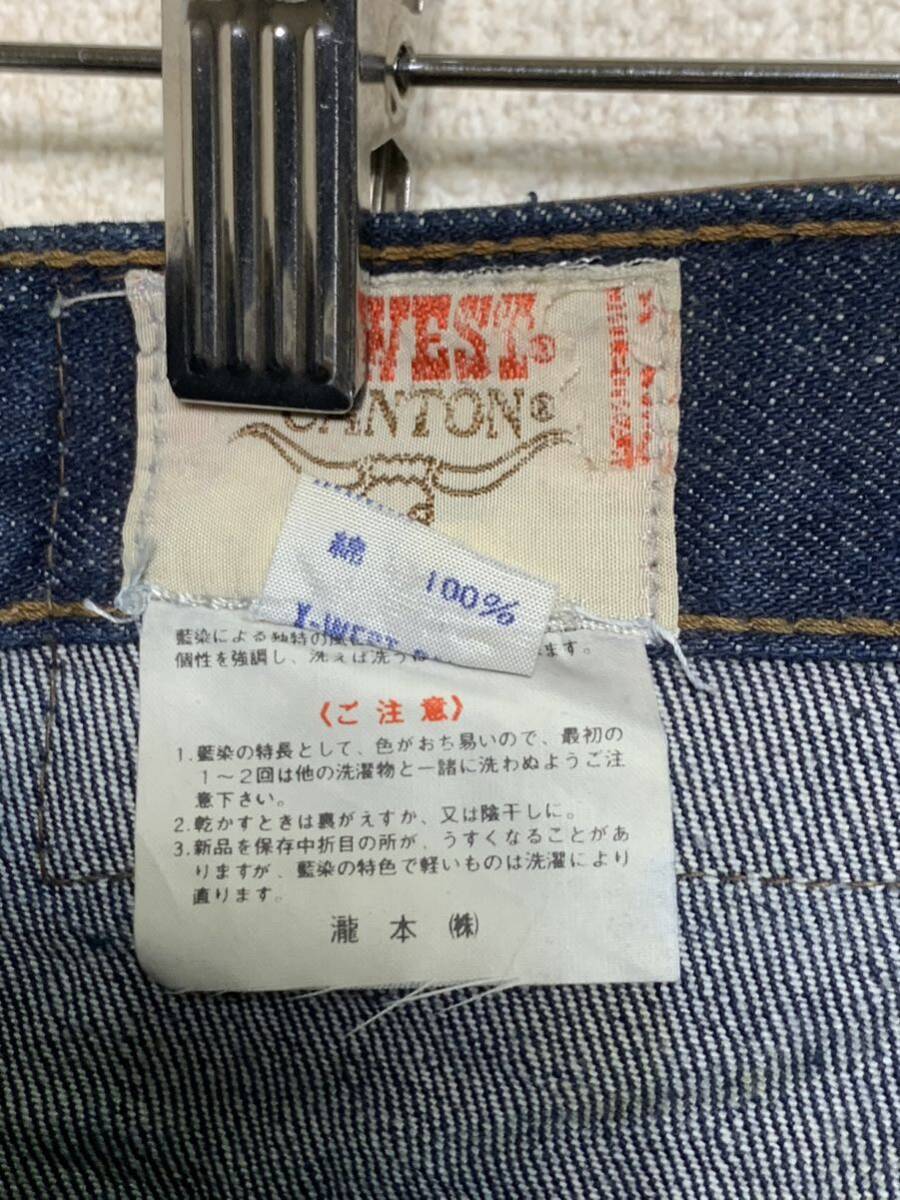 WEST®
CANTON®
綿 100%
X-WEST
藍染による独特の
個性を強調し、洗えば洗う
ます。
〈ご注意〉
1.藍染の特長として、色がおち易いので、最初の
1〜2回は他の洗濯物と一諸に洗わぬようご注
意下さい。
2.乾かすときは裏がえすか、又は陰干しに。
3.新品を保存中折目の所が、うすくなることがあ
りますが、藍染の特色で軽いものは洗濯により
直ります。
瀧本㈱